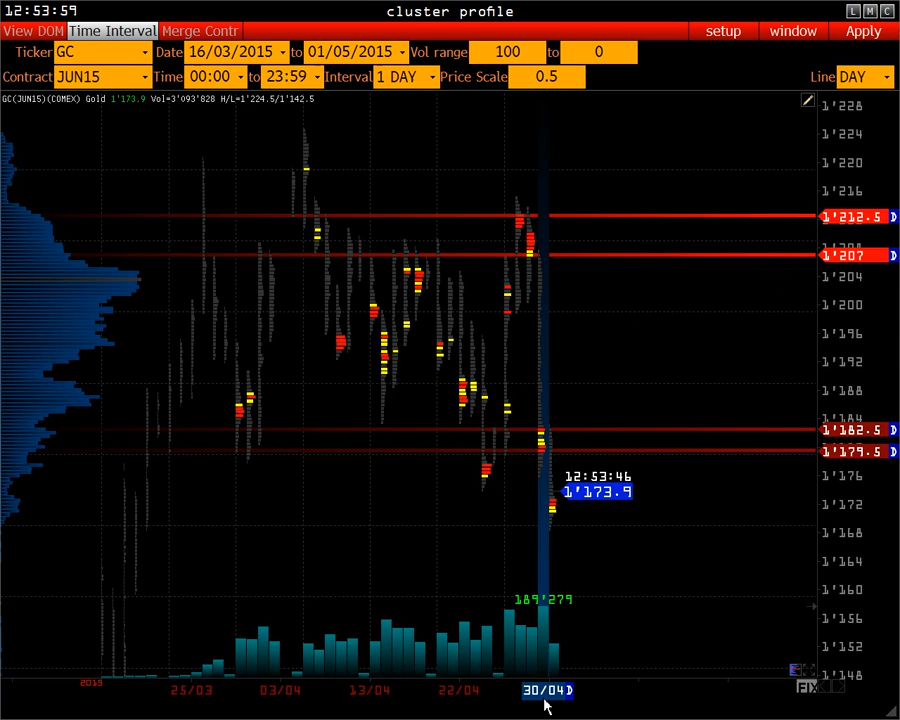 12:53:59 cluster profile L M C
View DOM Time Interval Merge Contr setup window Apply
Ticker GC Date 16/03/2015 to 01/05/2015 Vol range 100 to 0
Contract JUN15 Time 00:00 to 23:59 Interval 1 DAY Price Scale 0.5 Line DAY
GC(JUN15)(COMEX) Gold 1'173.9 Vol=3'093'828 H/L=1'224.5/1'142.5
1'228
1'224
1'220
1'216
1'212.5 D
1'207 D
1'204
1'200
1'196
1'192
1'188
1'184
1'182.5 D
1'179.5 D
1'176
12:53:46
1'173.9
1'172
1'168
1'164
1'160
189'279
1'156
1'152
1'148
2015 25/03 03/04 13/04 22/04 30/04 D FIX